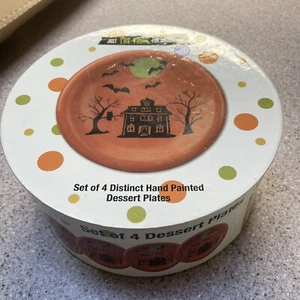 Set of 4 Distinct Hand Painted
Dessert Plates
Set of 4 Dessert Plates